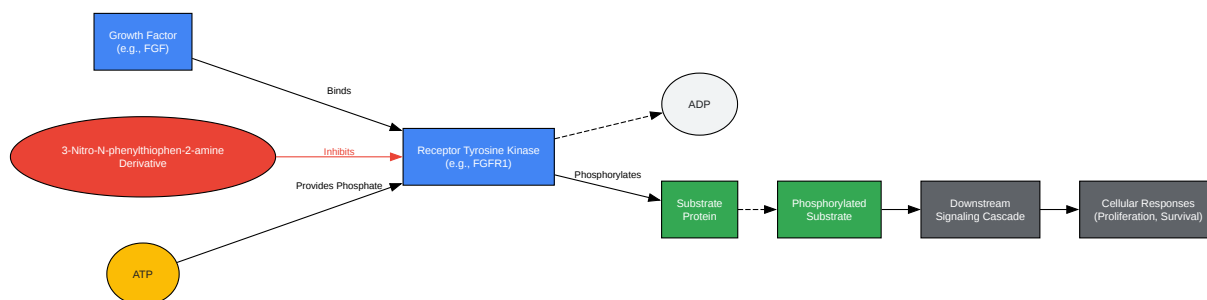 Growth Factor
(e.g., FGF)
Binds
3-Nitro-N-phenylthiophen-2-amine
Derivative
Inhibits
Provides Phosphate
ATP
Receptor Tyrosine Kinase
(e.g., FGFR1)
ADP
Phosphorylates
Substrate
Protein
Phosphorylated
Substrate
Downstream
Signaling Cascade
Cellular Responses
(Proliferation, Survival)